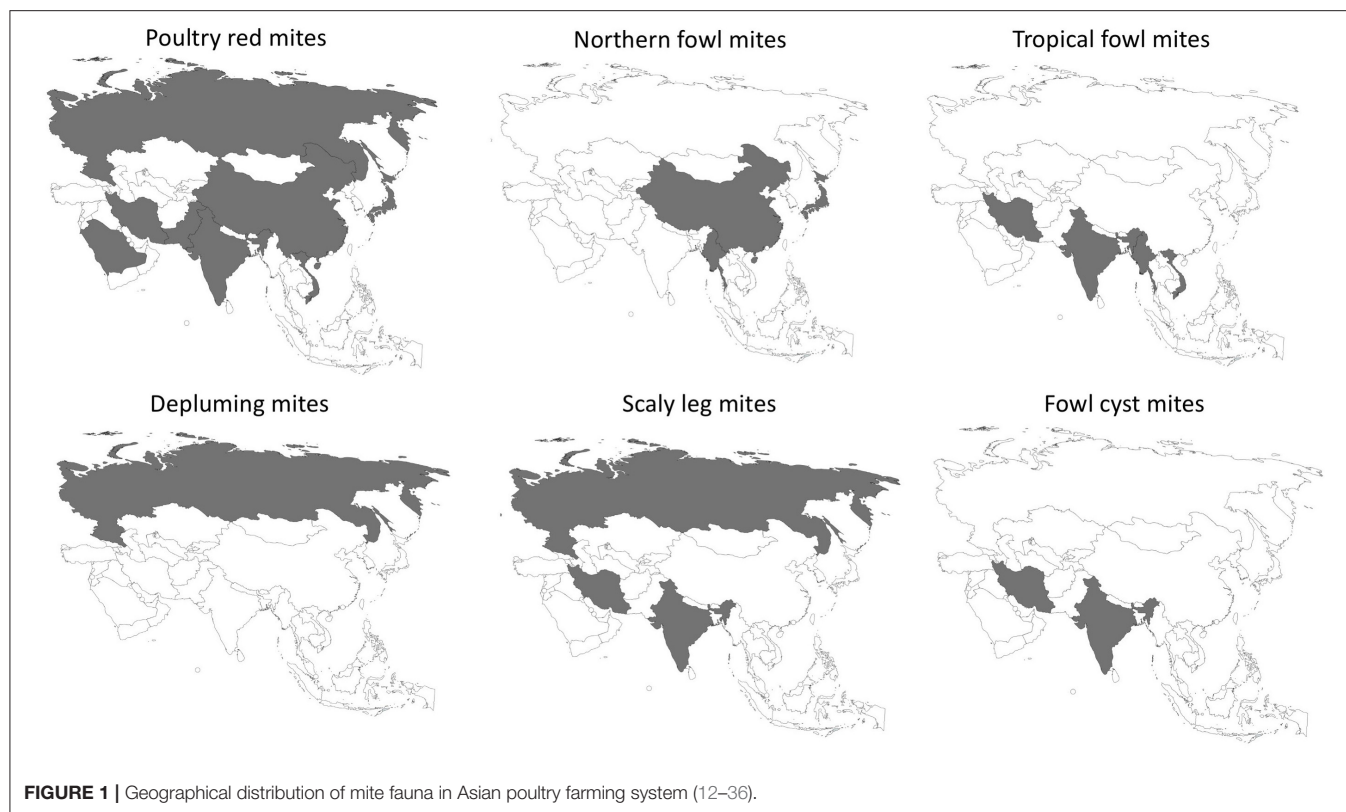 Poultry red mites
Northern fowl mites
Tropical fowl mites
Depluming mites
Scaly leg mites
Fowl cyst mites
FIGURE 1 | Geographical distribution of mite fauna in Asian poultry farming system (12–36).